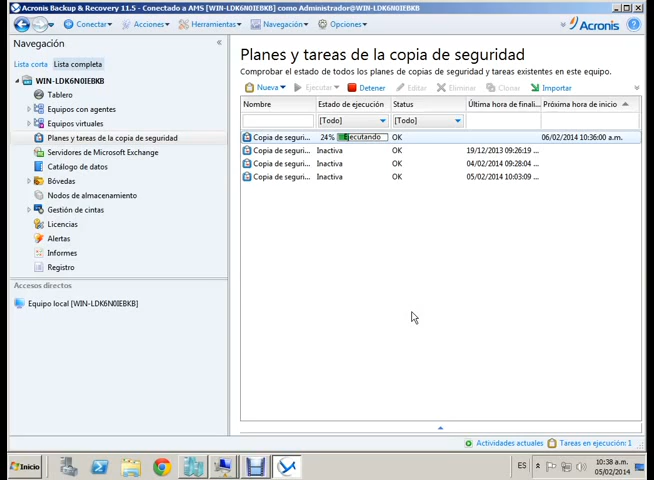 Acronis Backup & Recovery 11.5 - Conectado a AMS [WIN-LDK6N0IEBKB] como Administrador@WIN-LDK6N0IEBKB
Conectar Acciones Herramientas Navegación Opciones Acronis
Navegación
Lista corta Lista completa
WIN-LDK6N0IEBKB
Tablero
Equipos con agentes
Equipos virtuales
Planes y tareas de la copia de seguridad
Servidores de Microsoft Exchange
Catálogo de datos
Bóvedas
Nodos de almacenamiento
Gestión de cintas
Licencias
Alertas
Informes
Registro
Accesos directos
Equipo local [WIN-LDK6N0IEBKB]
Planes y tareas de la copia de seguridad
Comprobar el estado de todos los planes de copias de seguridad y tareas existentes en este equipo.
Nueva Ejecutar Detener Editar Eliminar Clonar Importar
Nombre Estado de ejecución Status Última hora de finali... Próxima hora de inicio
[Todo] [Todo]
Copia de seguri... 24% Ejecutando OK 06/02/2014 10:36:00 a.m.
Copia de seguri... Inactiva OK 19/12/2013 09:26:19 ...
Copia de seguri... Inactiva OK 04/02/2014 09:28:04 ...
Copia de seguri... Inactiva OK 05/02/2014 10:03:09 ...
Actividades actuales Tareas en ejecución: 1
Inicio ES 10:38 a.m.
05/02/2014